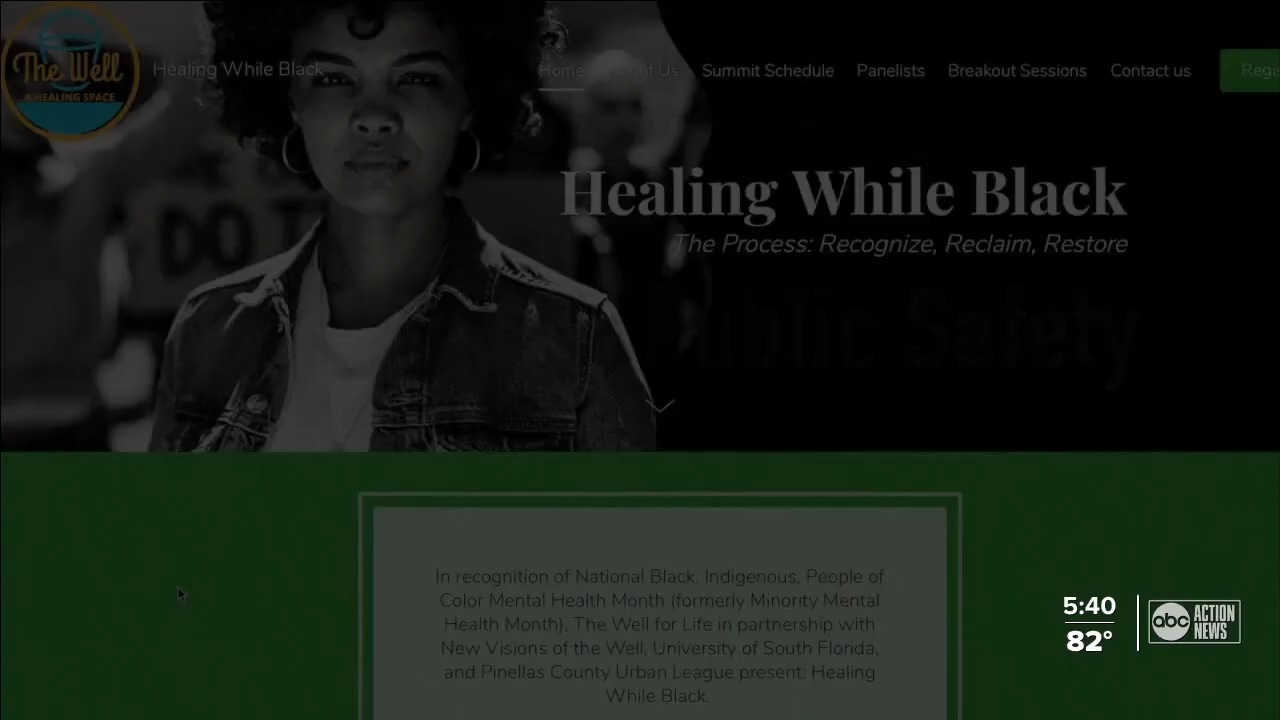 The Well
A HEALING SPACE
Healing While Black
Home
Us
Summit Schedule
Panelists
Breakout Sessions
Contact us
DO
Healing While Black
The Process: Recognize, Reclaim, Restore
Public Safety
In recognition of National Black, Indigenous, People of
Color Mental Health Month (formerly Minority Mental
Health Month), The Well for Life in partnership with
New Visions of the Well, University of South Florida,
and Pinellas County Urban League present: Healing
While Black.
5:40
82°
abc ACTION
NEWS